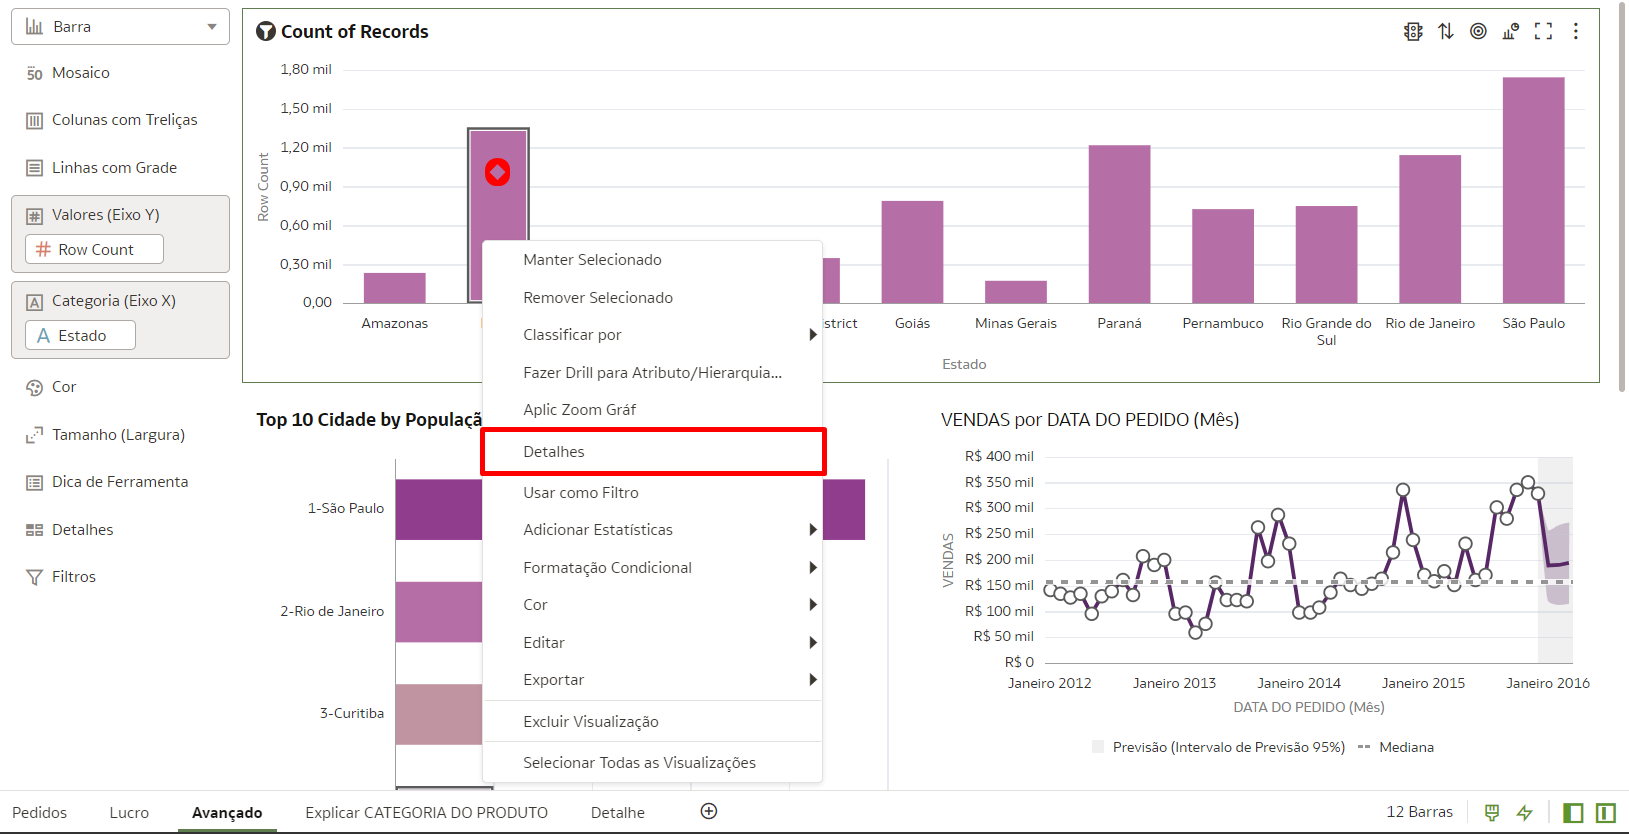 Barra
Mosaico
Colunas com Treliças
Linhas com Grade
Valores (Eixo Y)
Row Count
Categoria (Eixo X)
Estado
Cor
Tamanho (Largura)
Dica de Ferramenta
Detalhes
Filtros
Count of Records
1,80 mil
1,50 mil
1,20 mil
0,90 mil
0,60 mil
0,30 mil
0,00
Row Count
Amazonas
strict
Goiás
Minas Gerais
Paraná
Pernambuco
Rio Grande do
Sul
Rio de Janeiro
São Paulo
Estado
Manter Selecionado
Remover Selecionado
Classificar por
Fazer Drill para Atributo/Hierarquia...
Aplic Zoom Gráf
Detalhes
Usar como Filtro
Adicionar Estatísticas
Formatação Condicional
Cor
Editar
Exportar
Excluir Visualização
Selecionar Todas as Visualizações
Top 10 Cidade by Populaçã
1-São Paulo
2-Rio de Janeiro
3-Curitiba
VENDAS por DATA DO PEDIDO (Mês)
R$ 400 mil
R$ 350 mil
R$ 300 mil
R$ 250 mil
R$ 200 mil
R$ 150 mil
R$ 100 mil
R$ 50 mil
R$ 0
VENDAS
Janeiro 2012
Janeiro 2013
Janeiro 2014
Janeiro 2015
Janeiro 2016
DATA DO PEDIDO (Mês)
Previsão (Intervalo de Previsão 95%)
Mediana
Pedidos
Lucro
Avançado
Explicar CATEGORIA DO PRODUTO
Detalhe
12 Barras